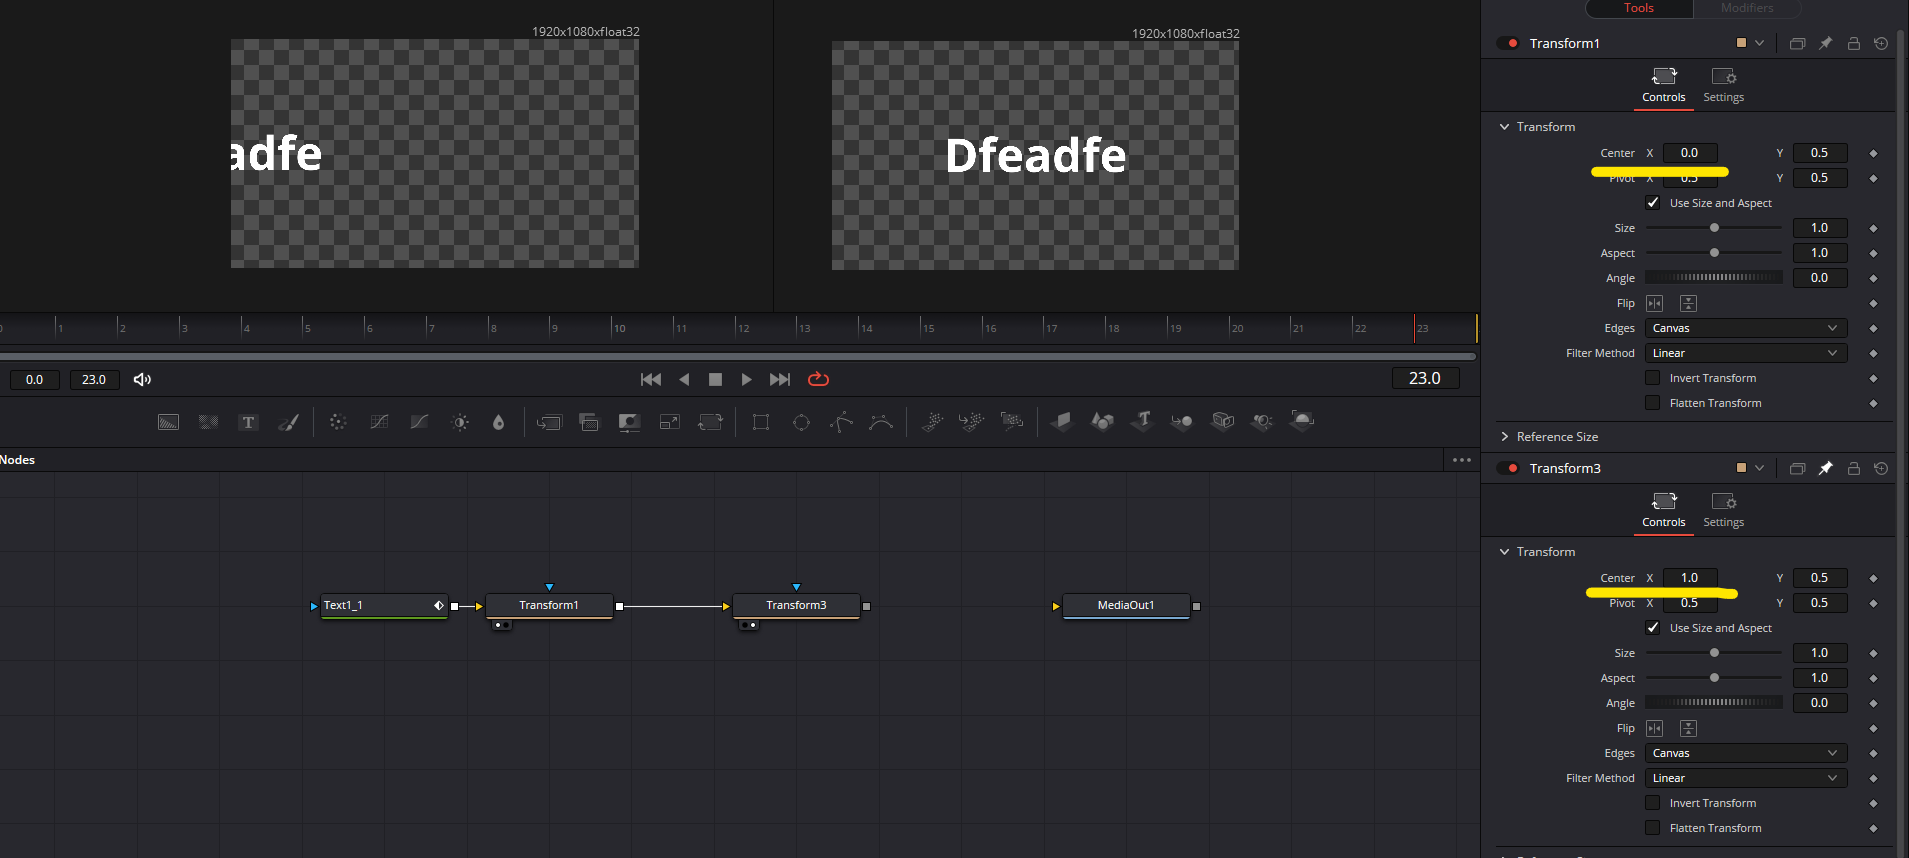 Tools Modifiers
1920x1080xfloat32 1920x1080xfloat32
adfe Dfeadfe
Transform1
Controls Settings
Transform
Center X 0.0 Y 0.5
Pivot X 0.5 Y 0.5
Use Size and Aspect
Size 1.0
Aspect 1.0
Angle 0.0
Flip
Edges Canvas
Filter Method Linear
Invert Transform
Flatten Transform
Reference Size
0 1 2 3 4 5 6 7 8 9 10 11 12 13 14 15 16 17 18 19 20 21 22 23
0.0 23.0 23.0
T T
Nodes
Text1_1 Transform1 Transform3 MediaOut1
Transform3
Controls Settings
Transform
Center X 1.0 Y 0.5
Pivot X 0.5 Y 0.5
Use Size and Aspect
Size 1.0
Aspect 1.0
Angle 0.0
Flip
Edges Canvas
Filter Method Linear
Invert Transform
Flatten Transform